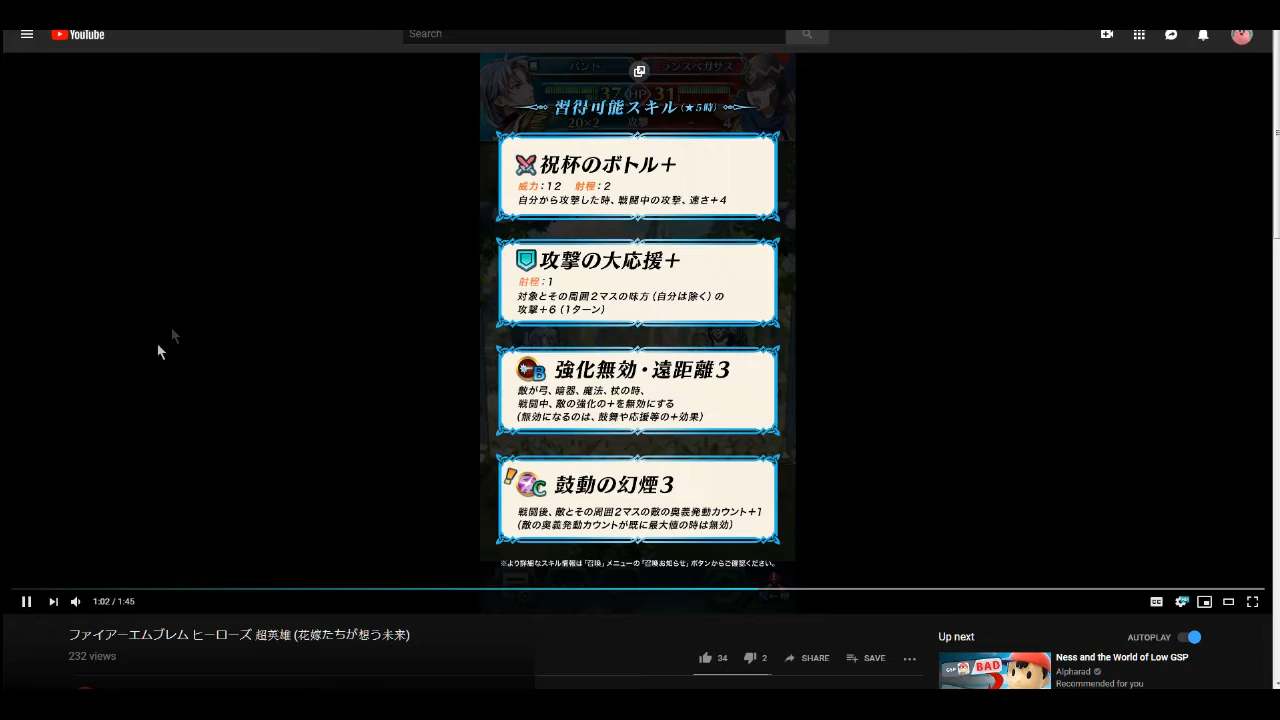 YouTube
Search
パント
ランスペガサス
37 HP 31
20×2 攻撃 - 4
習得可能スキル(★5時)
祝杯のボトル+
威力:12 射程:2
自分から攻撃した時、戦闘中の攻撃、速さ+4
攻撃の大応援+
射程:1
対象とその周囲2マスの味方(自分は除く)の
攻撃+6(1ターン)
強化無効・遠距離3
B
敵が弓、暗器、魔法、杖の時、
戦闘中、敵の強化の+を無効にする
(無効になるのは、鼓舞や応援等の+効果)
鼓動の幻煙3
C
戦闘後、敵とその周囲2マスの敵の奥義発動カウント+1
(敵の奥義発動カウントが既に最大値の時は無効)
※より詳細なスキル情報は「召喚」メニューの「召喚お知らせ」ボタンからご確認ください。
1:02 / 1:45
CC
ファイアーエムブレム ヒーローズ 超英雄 (花嫁たちが想う未来)
232 views
34
2
SHARE
SAVE
Up next
AUTOPLAY
GSP BAD
Ness and the World of Low GSP
Alpharad
Recommended for you